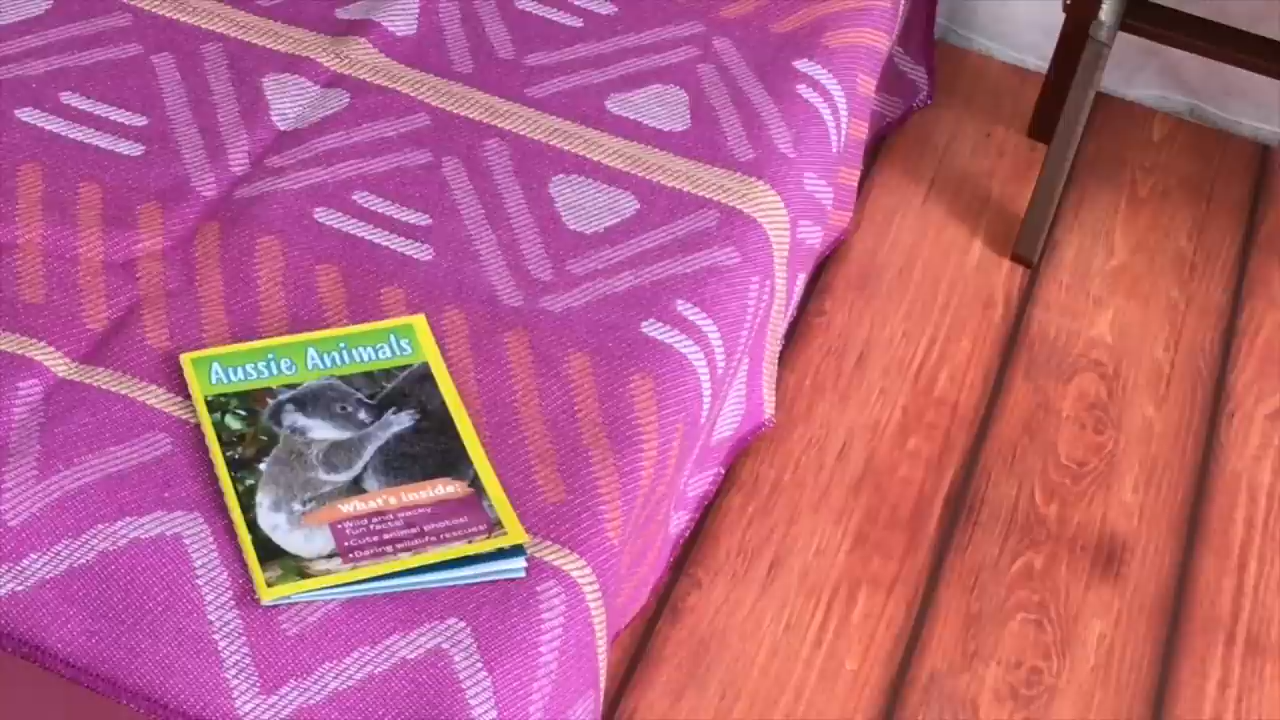 Aussie Animals
What's inside:
•Wild and wacky
fun facts!
•Cute animal photos!
•Daring wildlife rescues!